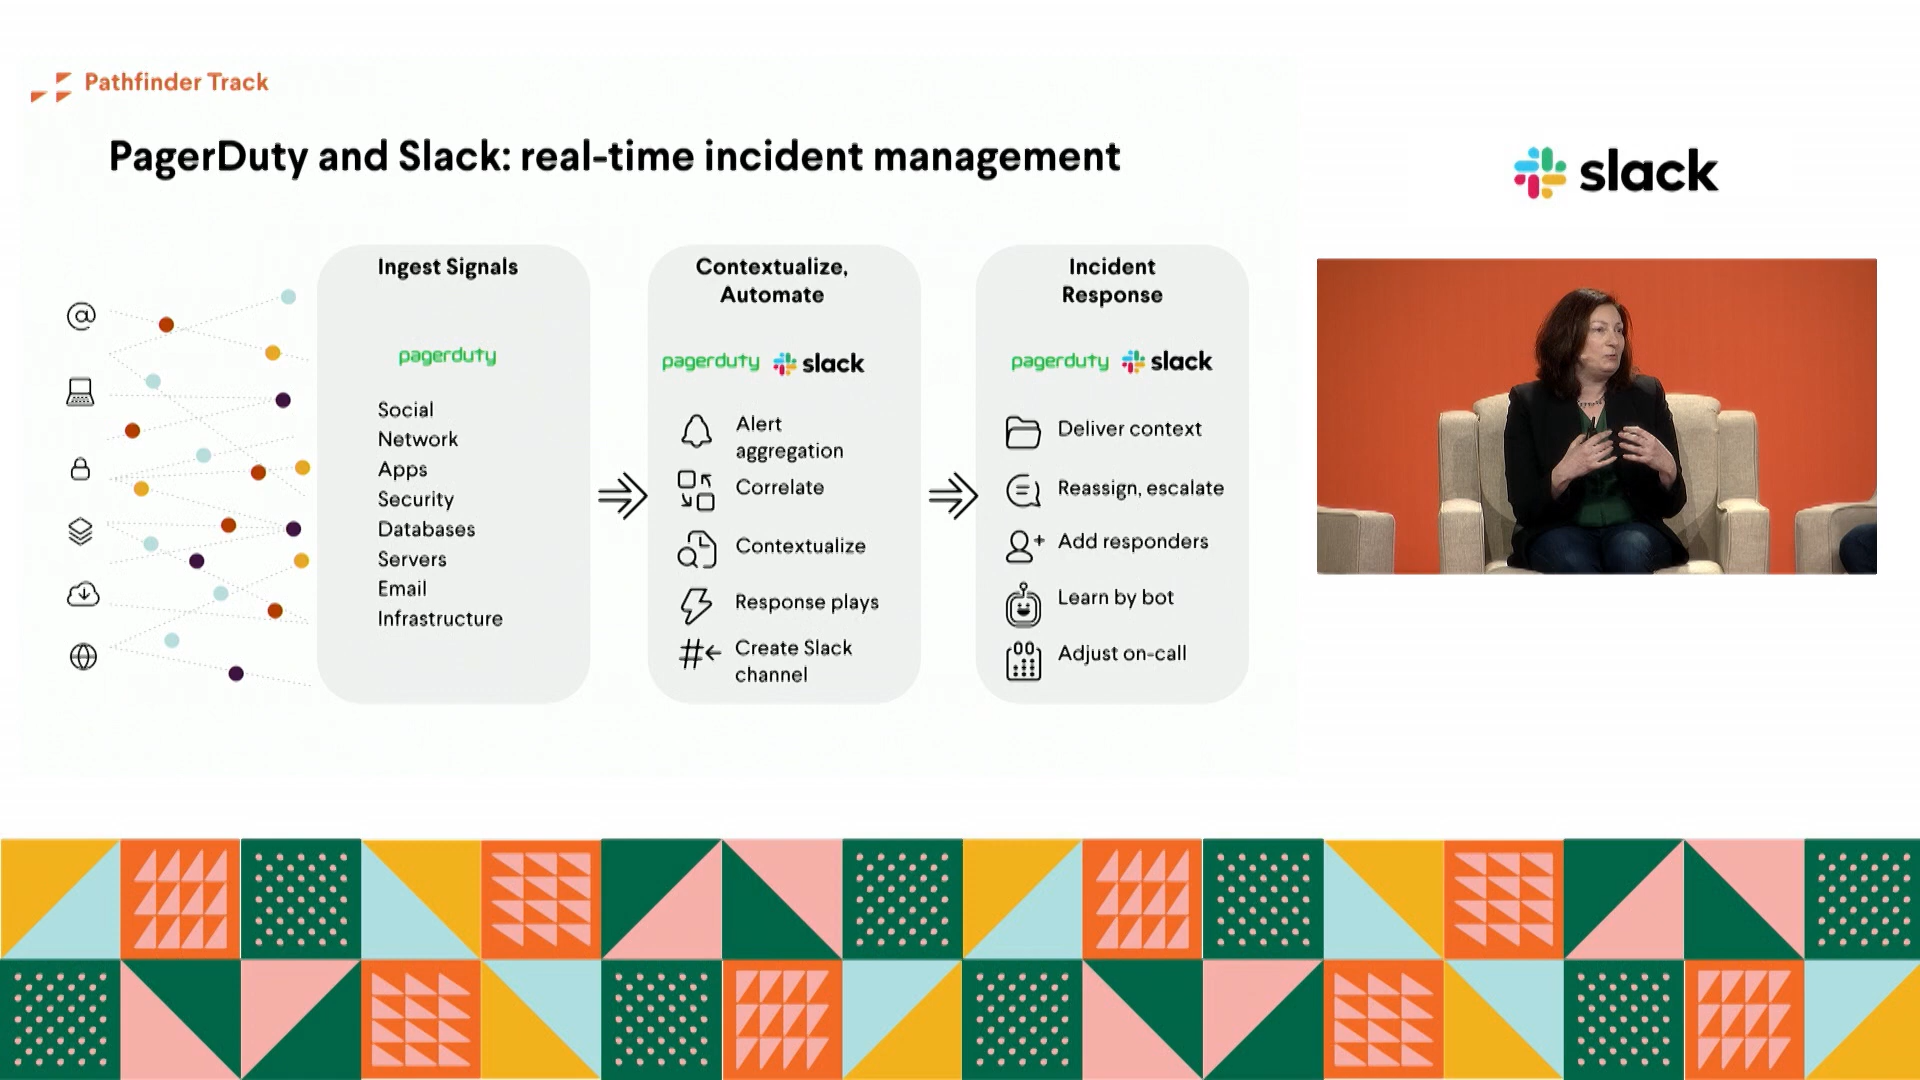 Pathfinder Track
PagerDuty and Slack: real-time incident management
slack
Ingest Signals
pagerduty
Social
Network
Apps
Security
Databases
Servers
Email
Infrastructure
Contextualize,
Automate
pagerduty slack
Alert
aggregation
Correlate
Contextualize
Response plays
Create Slack
channel
Incident
Response
pagerduty slack
Deliver context
Reassign, escalate
Add responders
Learn by bot
Adjust on-call